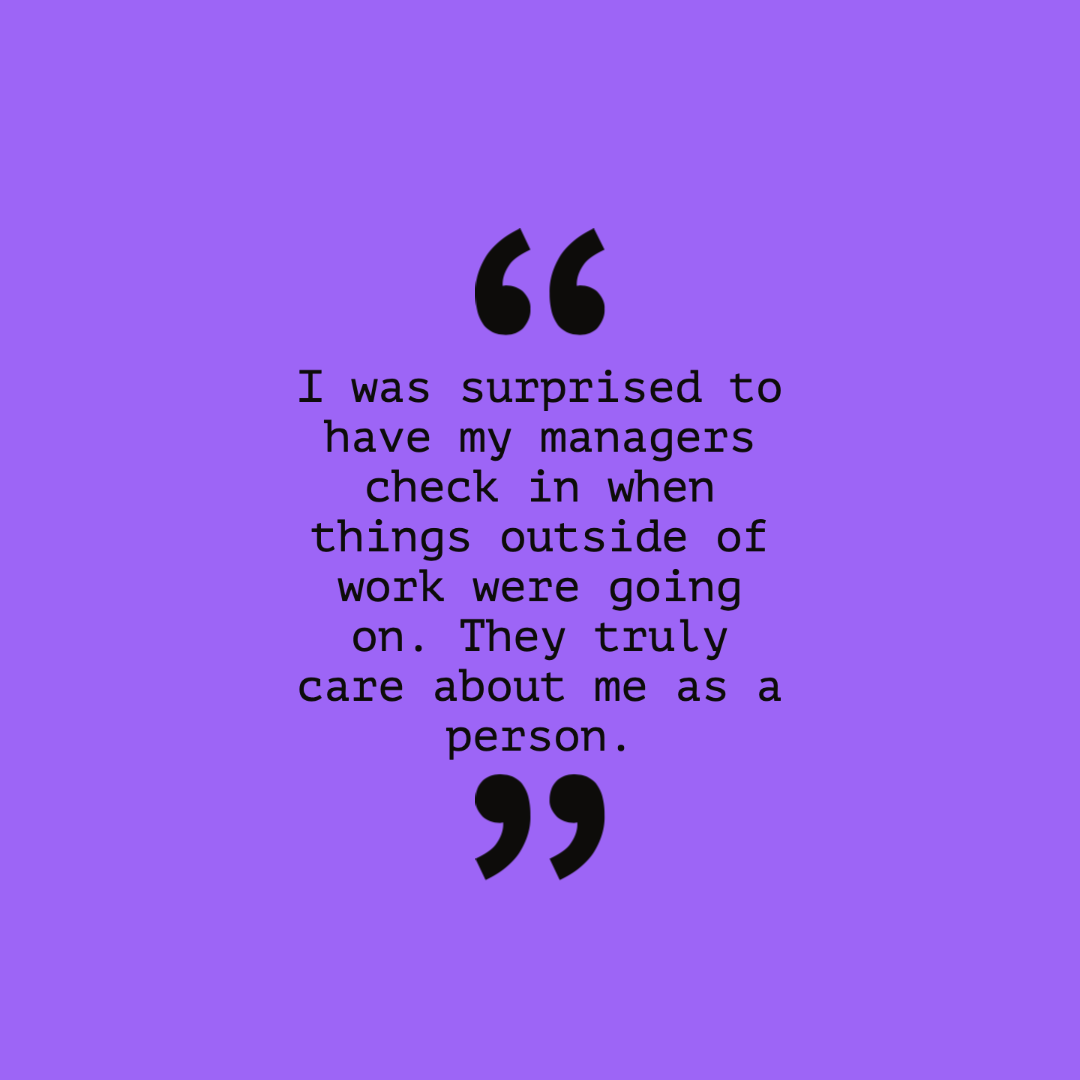 “
I was surprised to
have my managers
check in when
things outside of
work were going
on. They truly
care about me as a
person.
”